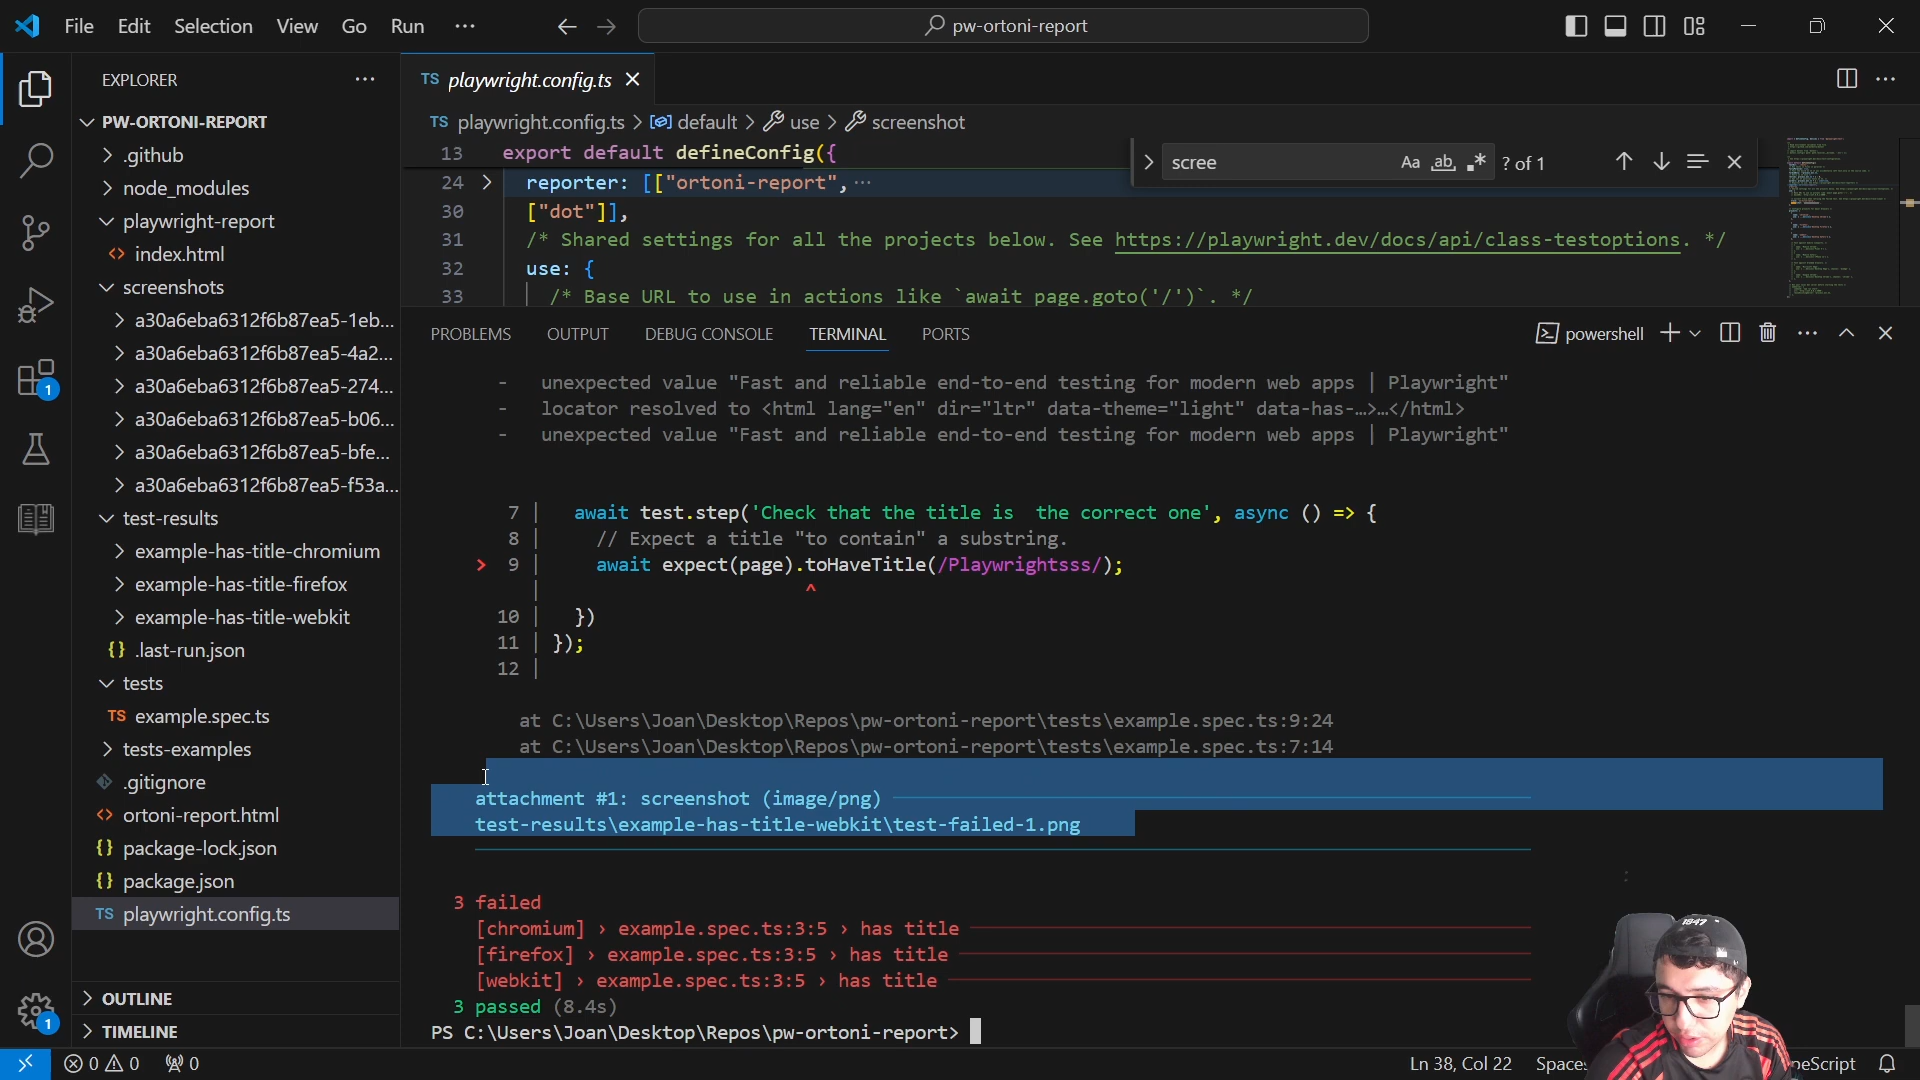 File Edit Selection View Go Run ··· pw-ortoni-report
EXPLORER ···
PW-ORTONI-REPORT
.github
node_modules
playwright-report
index.html
screenshots
a30a6eba6312f6b87ea5-1eb...
a30a6eba6312f6b87ea5-4a2...
a30a6eba6312f6b87ea5-274...
a30a6eba6312f6b87ea5-b06...
a30a6eba6312f6b87ea5-bfe...
a30a6eba6312f6b87ea5-f53a...
test-results
example-has-title-chromium
example-has-title-firefox
example-has-title-webkit
{} .last-run.json
tests
TS example.spec.ts
tests-examples
.gitignore
<> ortoni-report.html
{} package-lock.json
{} package.json
TS playwright.config.ts
OUTLINE
TIMELINE
1
1
TS playwright.config.ts
TS playwright.config.ts > default > use > screenshot
scree Aa ab ? of 1
13 export default defineConfig({
24 reporter: [["ortoni-report", ···
30 ["dot"]],
31 /* Shared settings for all the projects below. See https://playwright.dev/docs/api/class-testoptions. */
32 use: {
33 /* Base URL to use in actions like `await page.goto('/')`. */
PROBLEMS OUTPUT DEBUG CONSOLE TERMINAL PORTS powershell
- unexpected value "Fast and reliable end-to-end testing for modern web apps | Playwright"
- locator resolved to <html lang="en" dir="ltr" data-theme="light" data-has-…>…</html>
- unexpected value "Fast and reliable end-to-end testing for modern web apps | Playwright"
7 | await test.step('Check that the title is  the correct one', async () => {
8 | // Expect a title "to contain" a substring.
> 9 | await expect(page).toHaveTitle(/Playwrightsss/);
| ^
10 | })
11 | });
12 |
at C:\Users\Joan\Desktop\Repos\pw-ortoni-report\tests\example.spec.ts:9:24
at C:\Users\Joan\Desktop\Repos\pw-ortoni-report\tests\example.spec.ts:7:14
attachment #1: screenshot (image/png)
test-results\example-has-title-webkit\test-failed-1.png
3 failed
[chromium] › example.spec.ts:3:5 › has title
[firefox] › example.spec.ts:3:5 › has title
[webkit] › example.spec.ts:3:5 › has title
3 passed (8.4s)
PS C:\Users\Joan\Desktop\Repos\pw-ortoni-report>
1847
0 0 0 Ln 38, Col 22 Spaces peScript